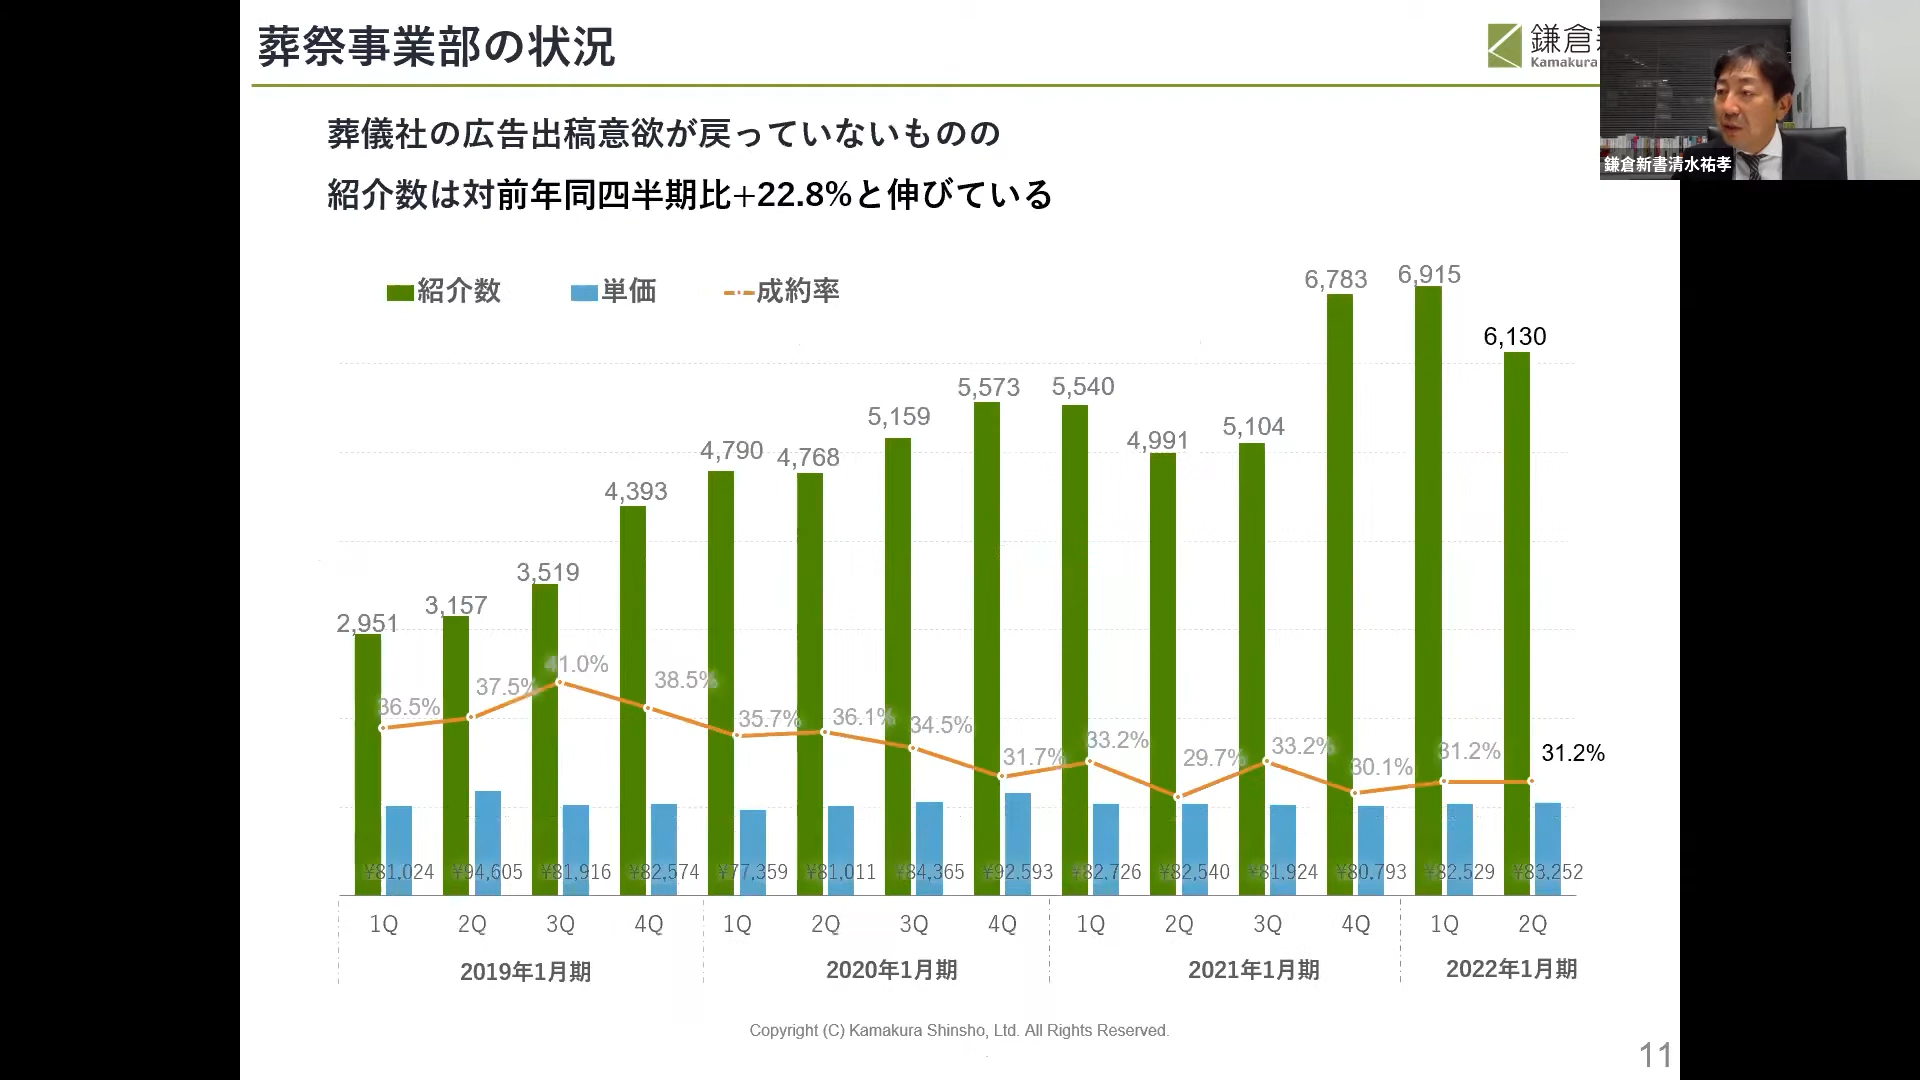 葬祭事業部の状況
鎌倉
Kamakura
鎌倉新書清水祐孝
葬儀社の広告出稿意欲が戻っていないものの
紹介数は対前年同四半期比+22.8%と伸びている
紹介数 単価 成約率
6,783 6,915
6,130
5,573 5,540
5,159 5,104
4,790 4,768 4,991
4,393
3,519
2,951 3,157
36.5% 37.5% 41.0% 38.5% 35.7% 36.1% 34.5% 31.7% 33.2% 29.7% 33.2% 30.1% 31.2% 31.2%
¥81,024 ¥94,605 ¥81,916 ¥82,574 ¥77,359 ¥81,011 ¥84,365 ¥92,593 ¥82,726 ¥82,540 ¥81,924 ¥80,793 ¥82,529 ¥83,252
1Q 2Q 3Q 4Q 1Q 2Q 3Q 4Q 1Q 2Q 3Q 4Q 1Q 2Q
2019年1月期 2020年1月期 2021年1月期 2022年1月期
Copyright (C) Kamakura Shinsho, Ltd. All Rights Reserved.
11